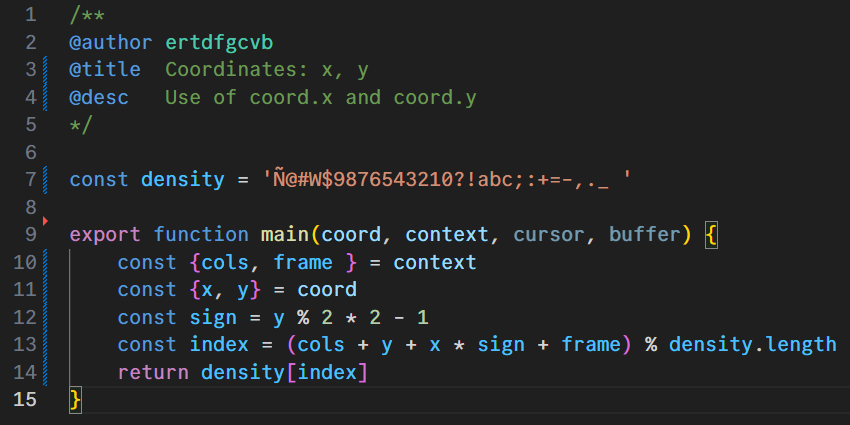 1 /**
2 @author ertdfgcvb
3 @title  Coordinates: x, y
4 @desc   Use of coord.x and coord.y
5 */
6
7 const density = 'Ñ@#W$9876543210?!abc;:+=-,._ '
8
9 export function main(coord, context, cursor, buffer) {
10     const {cols, frame } = context
11     const {x, y} = coord
12     const sign = y % 2 * 2 - 1
13     const index = (cols + y + x * sign + frame) % density.length
14     return density[index]
15 }